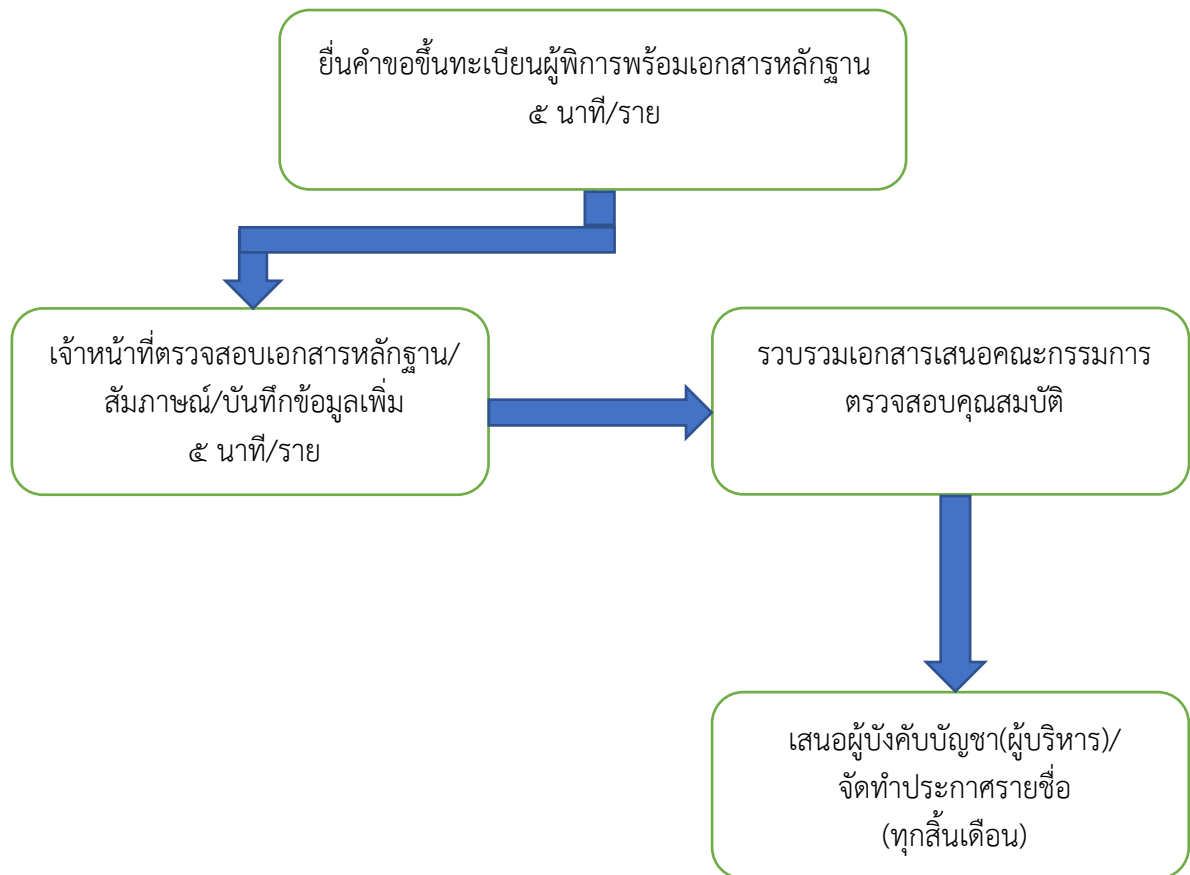 ยื่นคำขอขึ้นทะเบียนผู้พิการพร้อมเอกสารหลักฐาน
๕ นาที/ราย
เจ้าหน้าที่ตรวจสอบเอกสารหลักฐาน/
สัมภาษณ์/บันทึกข้อมูลเพิ่ม
๕ นาที/ราย
รวบรวมเอกสารเสนอคณะกรรมการ
ตรวจสอบคุณสมบัติ
เสนอผู้บังคับบัญชา(ผู้บริหาร)/
จัดทำประกาศรายชื่อ
(ทุกสิ้นเดือน)